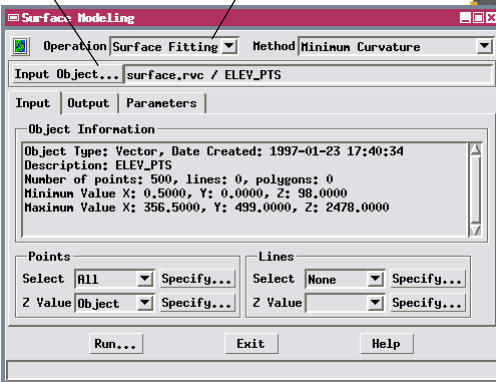 Surface Modeling
Operation Surface Fitting Method Minimum Curvature
Input Object... surface.rvc / ELEV_PTS
Input Output Parameters
Object Information
Object Type: Vector, Date Created: 1997-01-23 17:40:34
Description: ELEV_PTS
Number of points: 500, lines: 0, polygons: 0
Minimum Value X: 0.5000, Y: 0.0000, Z: 98.0000
Maximum Value X: 356.5000, Y: 499.0000, Z: 2478.0000
Points Lines
Select All Specify... Select None Specify...
Z Value Object Specify... Z Value Specify...
Run... Exit Help